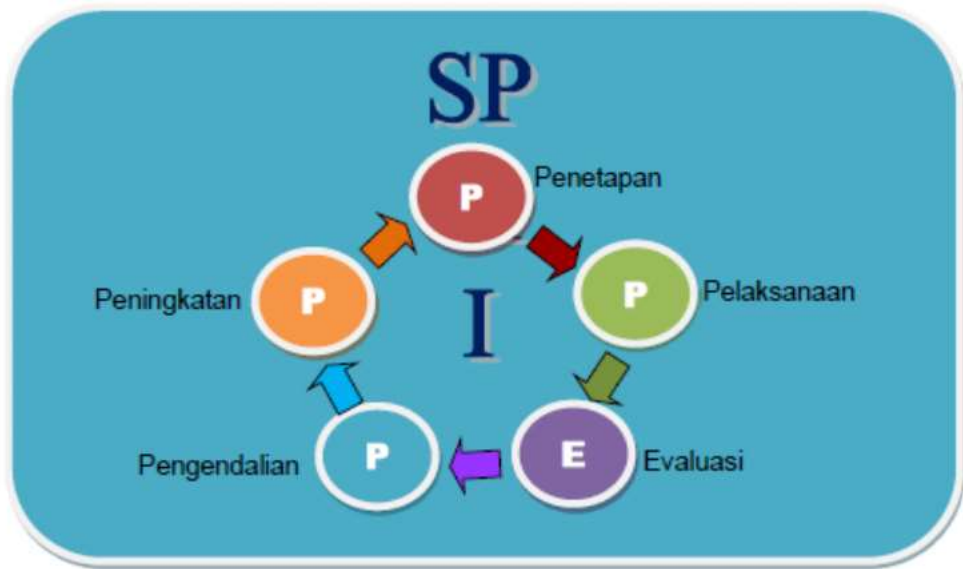 SP
P
Penetapan
P
Pelaksanaan
E
Evaluasi
P
Pengendalian
P
Peningkatan
I